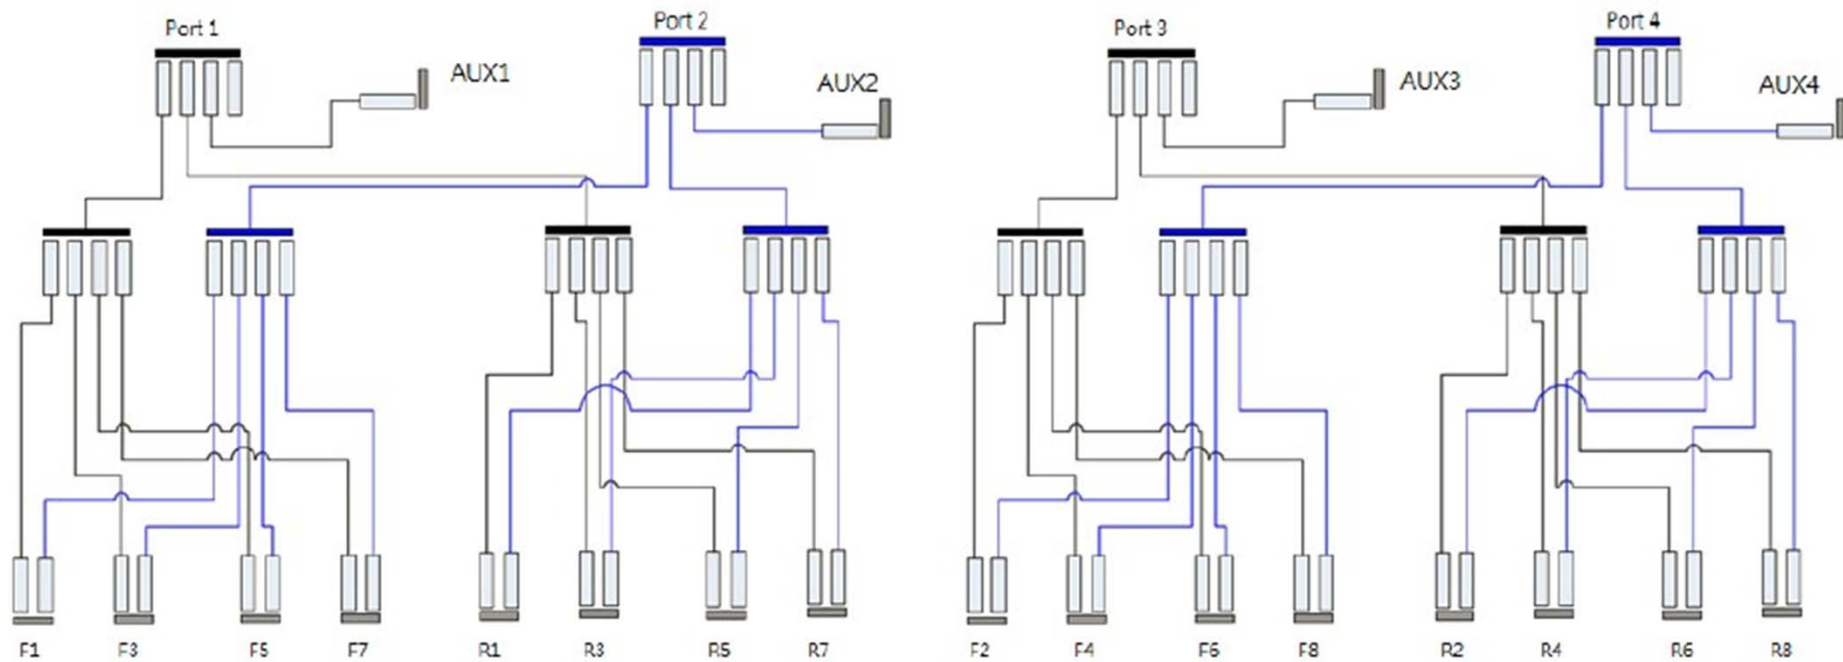 Port 1
Port 2
Port 3
Port 4
AUX1
AUX2
AUX3
AUX4
F1
F3
F5
F7
R1
R3
R5
R7
F2
F4
F6
F8
R2
R4
R6
R8